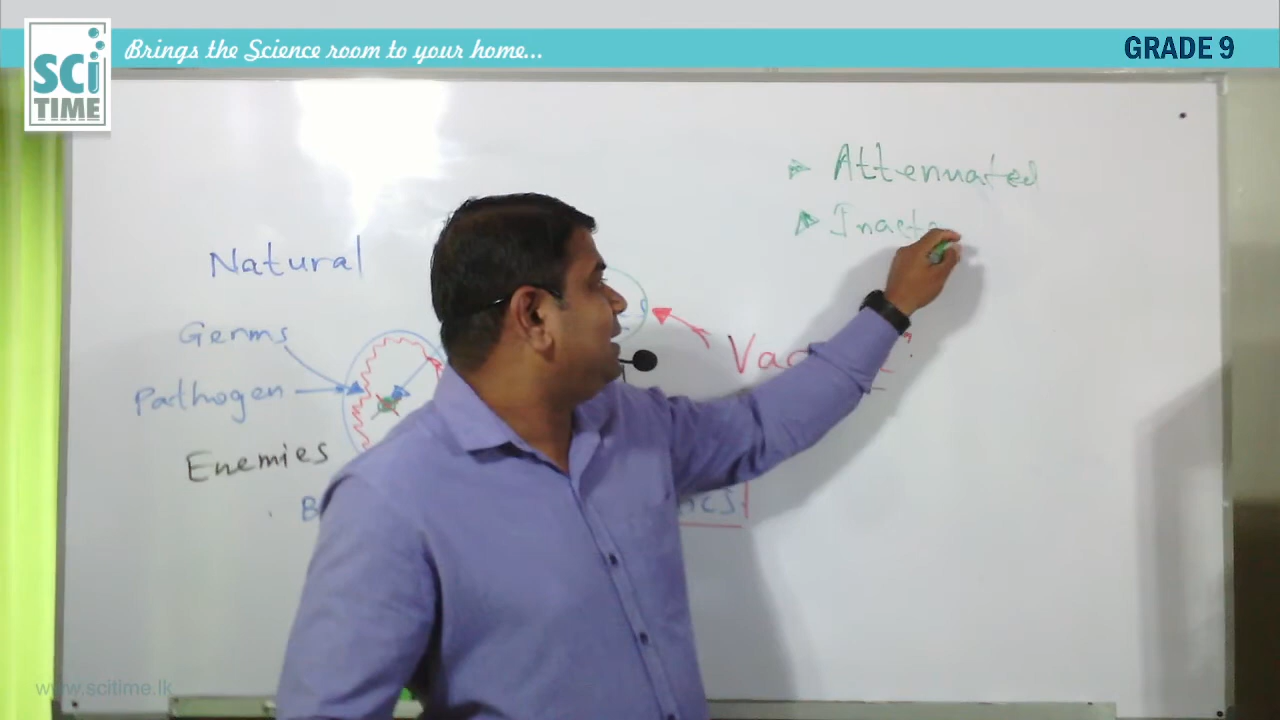 SCi
TIME
Brings the Science room to your home...
GRADE 9
Attenuated
Natural
Germs
Pathogen
Enemies
www.scitime.lk